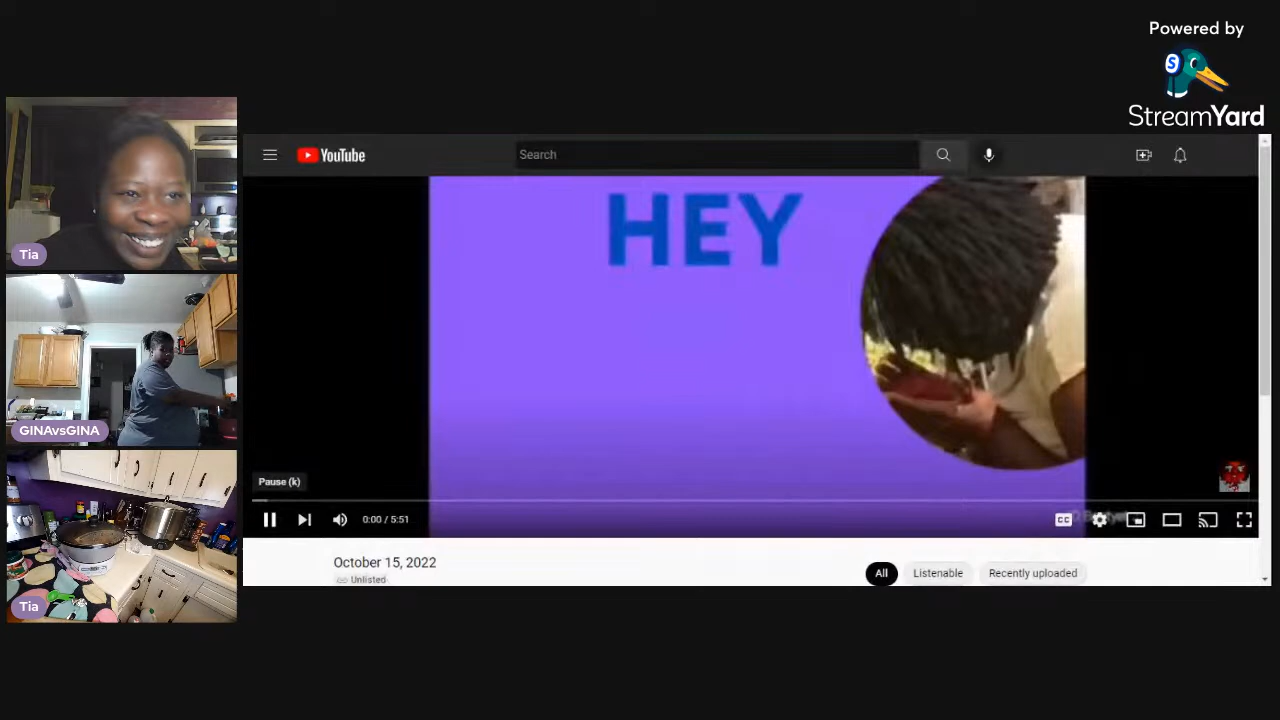 Powered by
StreamYard
Tia
GINAvsGINA
Tia
YouTube
Search
HEY
Pause (k)
0:00 / 5:51
CC
October 15, 2022
Unlisted
All
Listenable
Recently uploaded